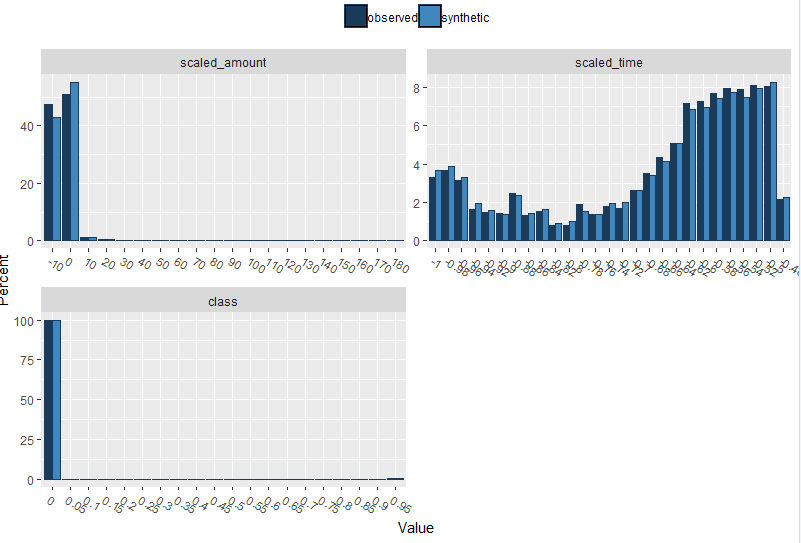 observed synthetic
scaled_amount scaled_time
40
20
0
-10 0 10 20 30 40 50 60 70 80 90 100 110 120 130 140 150 160 170 180
8
6
4
2
0
-1
Percent
class
100
75
50
25
0
0 0.05 0.1 0.15 0.2 0.25 0.3 0.35 0.4 0.45 0.5 0.55 0.6 0.65 0.7 0.75 0.8 0.85 0.9 0.95
Value